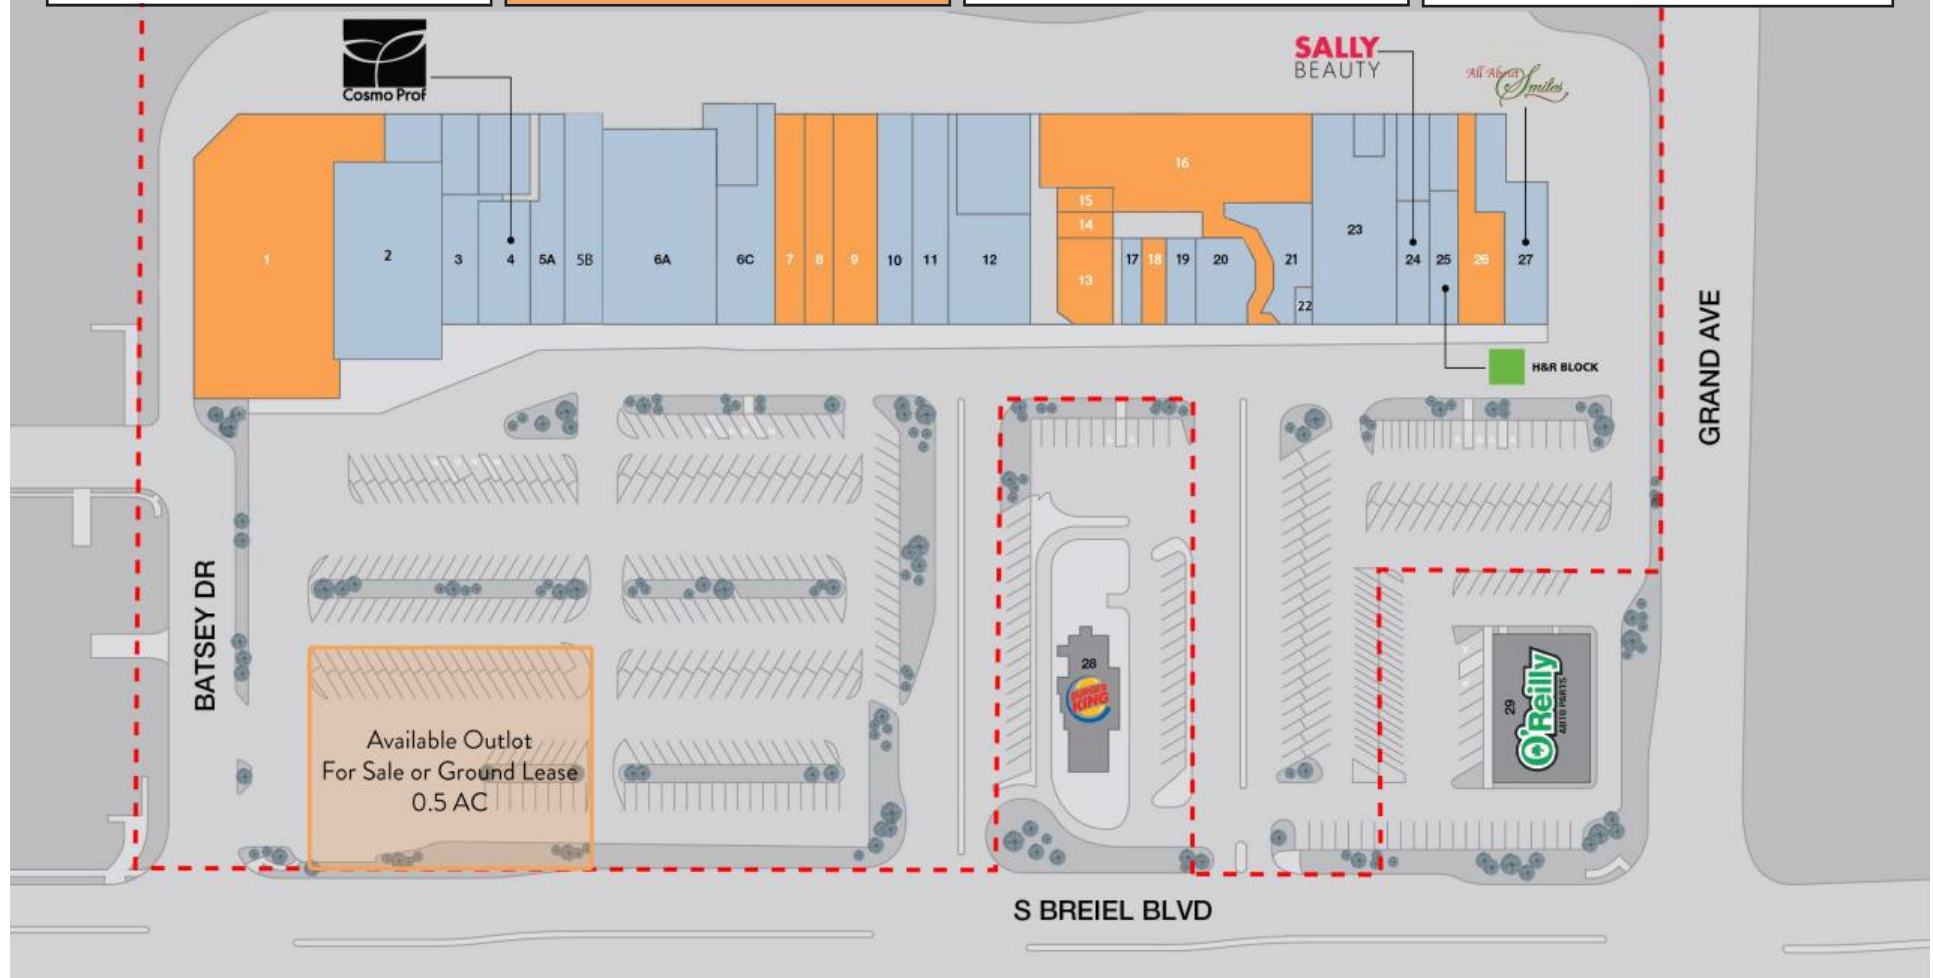 Cosmo Prof
SALLY
BEAUTY
All About
Smiles
1
2
3
4
5A
5B
6A
6C
7
8
9
10
11
12
13
14
15
16
17
18
19
20
21
22
23
24
25
26
27
H&R BLOCK
GRAND AVE
BATSEY DR
28
BURGER
KING
29
O'Reilly
AUTO PARTS
Available Outlot
For Sale or Ground Lease
0.5 AC
S BREIEL BLVD